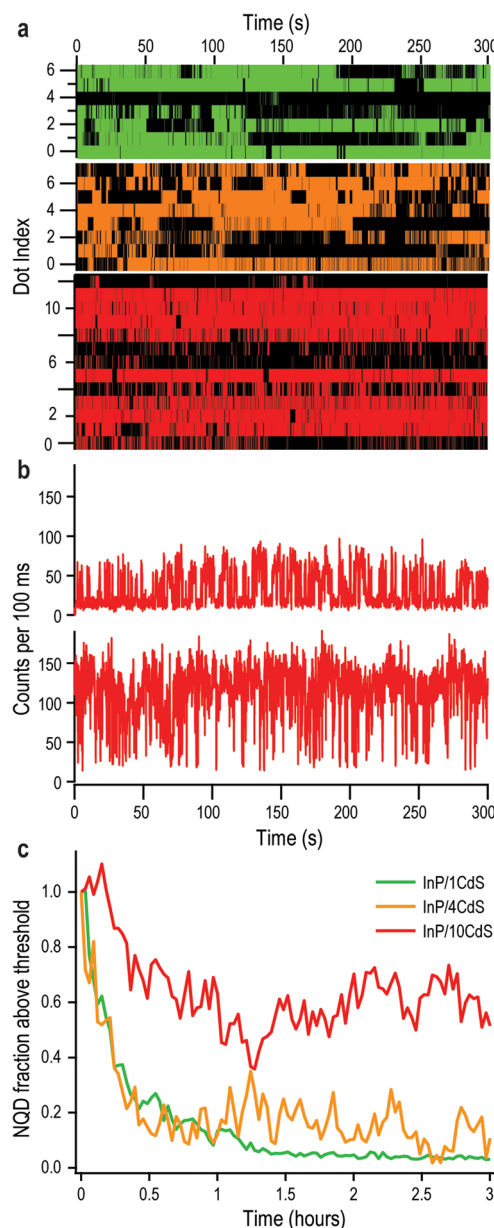 a
Time (s)
0 50 100 150 200 250 300
6
4
2
0
6
4
2
0
10
6
2
0
Dot Index
b
150
100
50
0
150
100
50
0
Counts per 100 ms
0 50 100 150 200 250 300
Time (s)
c
InP/1CdS
InP/4CdS
InP/10CdS
1.0
0.8
0.6
0.4
0.2
0.0
NQD fraction above threshold
0 0.5 1 1.5 2 2.5 3
Time (hours)